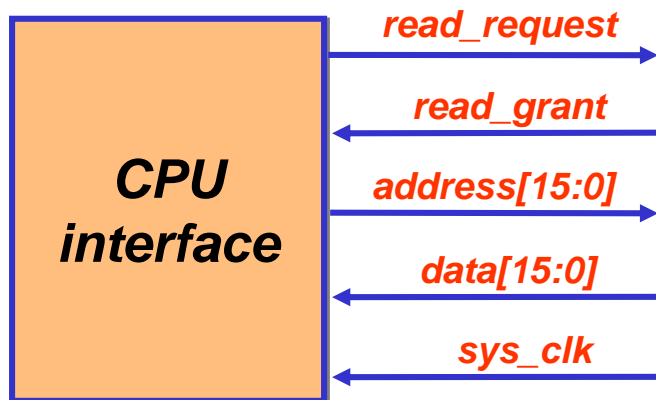 read_request
read_grant
CPU
interface
address[15:0]
data[15:0]
sys_clk